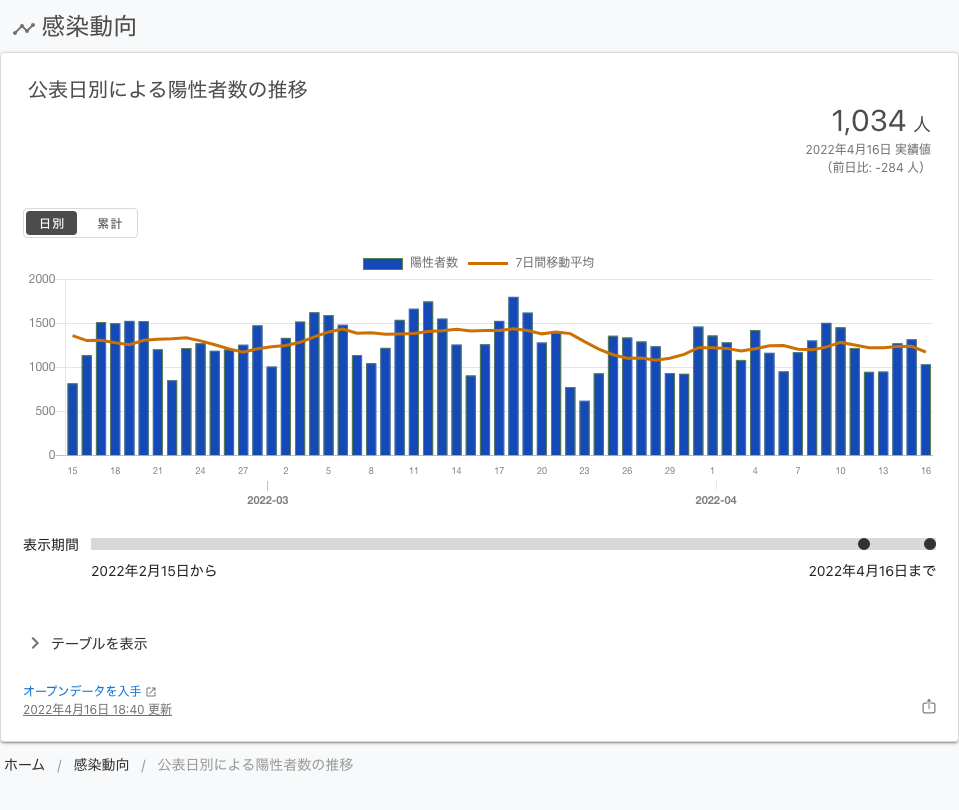 感染動向
公表日別による陽性者数の推移
1,034 人
2022年4月16日 実績値
（前日比: -284 人）
日別 累計
陽性者数 7日間移動平均
2000
1500
1000
500
0
15 18 21 24 27 2 5 8 11 14 17 20 23 26 29 1 4 7 10 13 16
2022-03 2022-04
表示期間
2022年2月15日から 2022年4月16日まで
テーブルを表示
オープンデータを入手
2022年4月16日 18:40 更新
ホーム / 感染動向 / 公表日別による陽性者数の推移